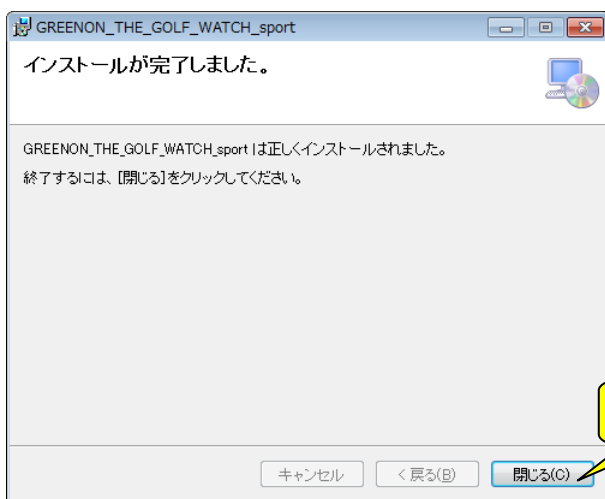 GREENON_THE_GOLF_WATCH_sport
インストールが完了しました。
GREENON_THE_GOLF_WATCH_sport は正しくインストールされました。
終了するには、[閉じる]をクリックしてください。
キャンセル
< 戻る(B)
閉じる(C)